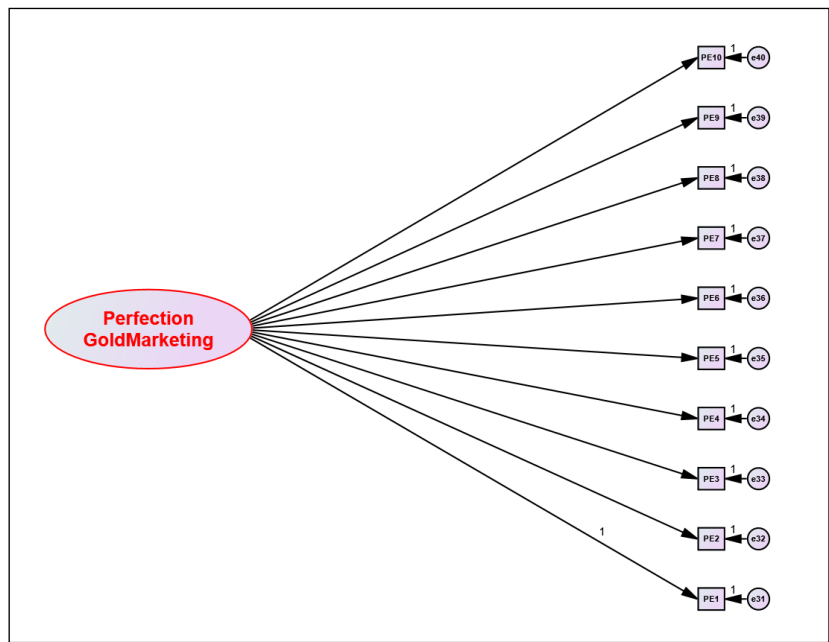 1
PE10
e40
1
PE9
e39
1
PE8
e38
1
PE7
e37
1
PE6
e36
Perfection
GoldMarketing
1
PE5
e35
1
PE4
e34
1
PE3
e33
1
1
PE2
e32
1
PE1
e31